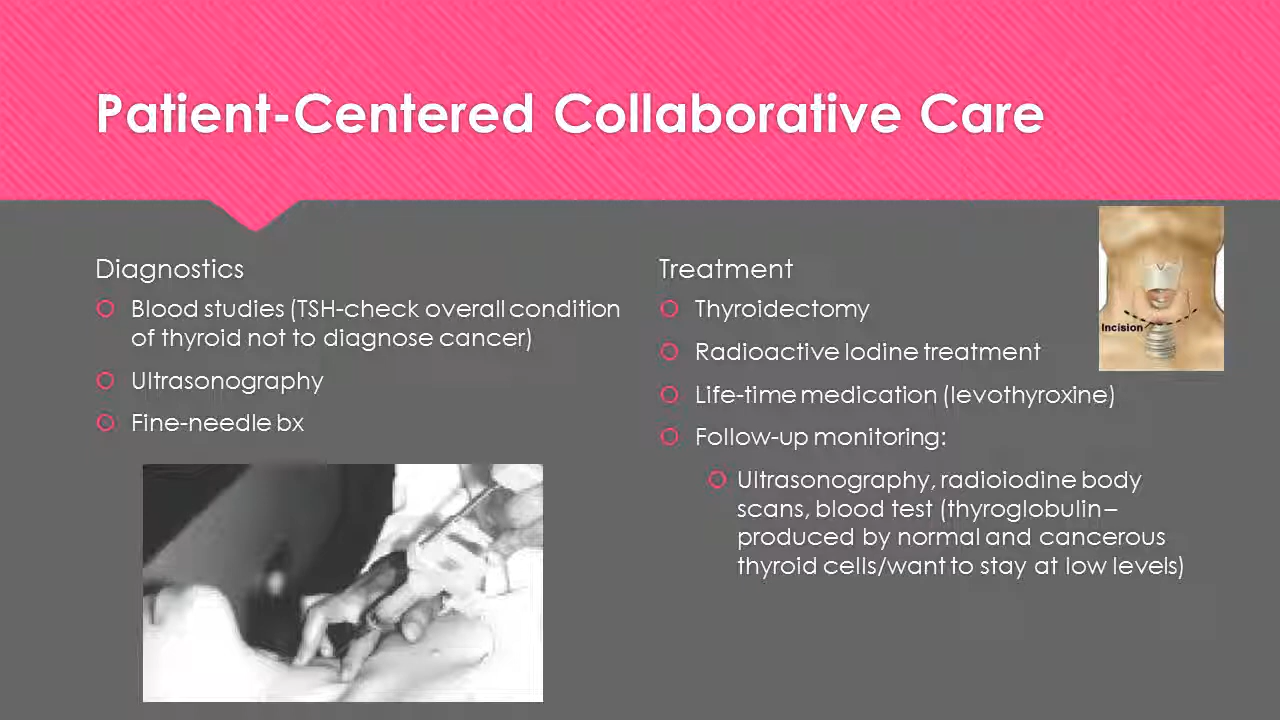 Patient-Centered Collaborative Care
Diagnostics
Blood studies (TSH-check overall condition
of thyroid not to diagnose cancer)
Ultrasonography
Fine-needle bx
Treatment
Thyroidectomy
Radioactive Iodine treatment
Life-time medication (levothyroxine)
Follow-up monitoring:
Ultrasonography, radioiodine body
scans, blood test (thyroglobulin–
produced by normal and cancerous
thyroid cells/want to stay at low levels)
Incision